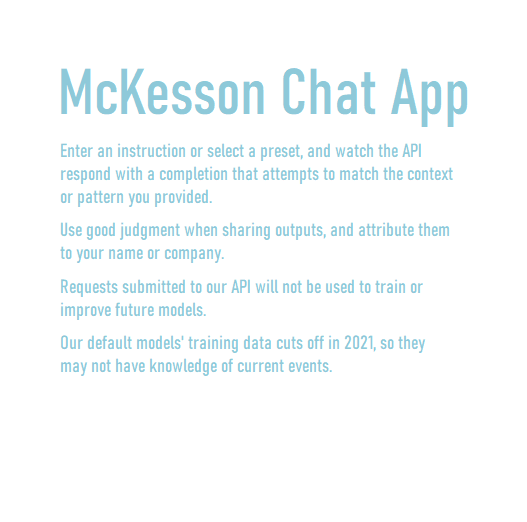 McKesson Chat App
Enter an instruction or select a preset, and watch the API
respond with a completion that attempts to match the context
or pattern you provided.
Use good judgment when sharing outputs, and attribute them
to your name or company.
Requests submitted to our API will not be used to train or
improve future models.
Our default models' training data cuts off in 2021, so they
may not have knowledge of current events.